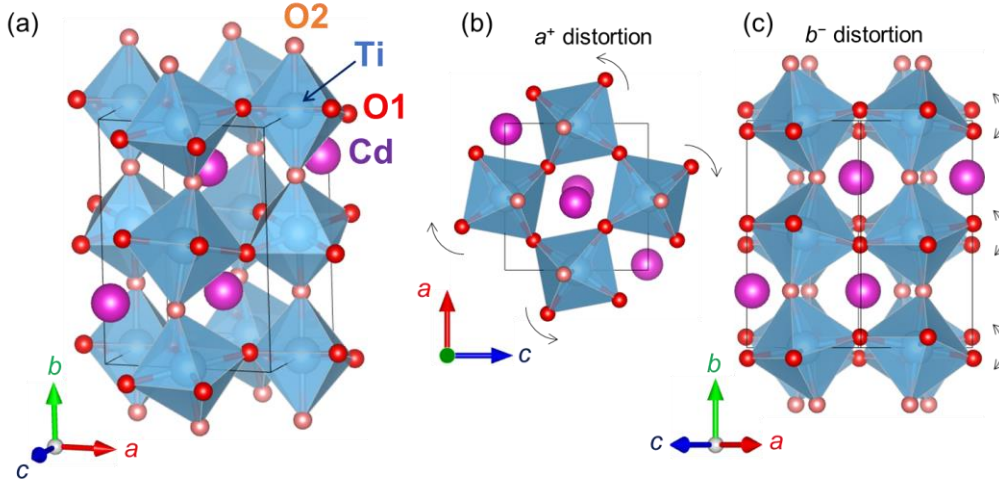 (a)
O2
Ti
O1
Cd
b
a
c
(b)
a⁺ distortion
a
c
(c)
b⁻ distortion
b
c
a